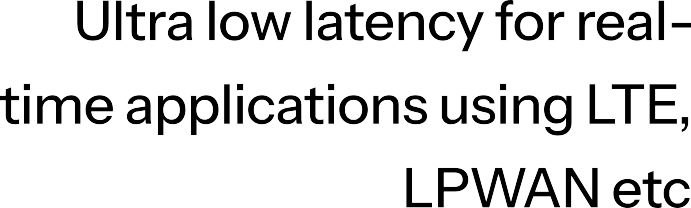 Ultra low latency for real-
time applications using LTE,
LPWAN etc